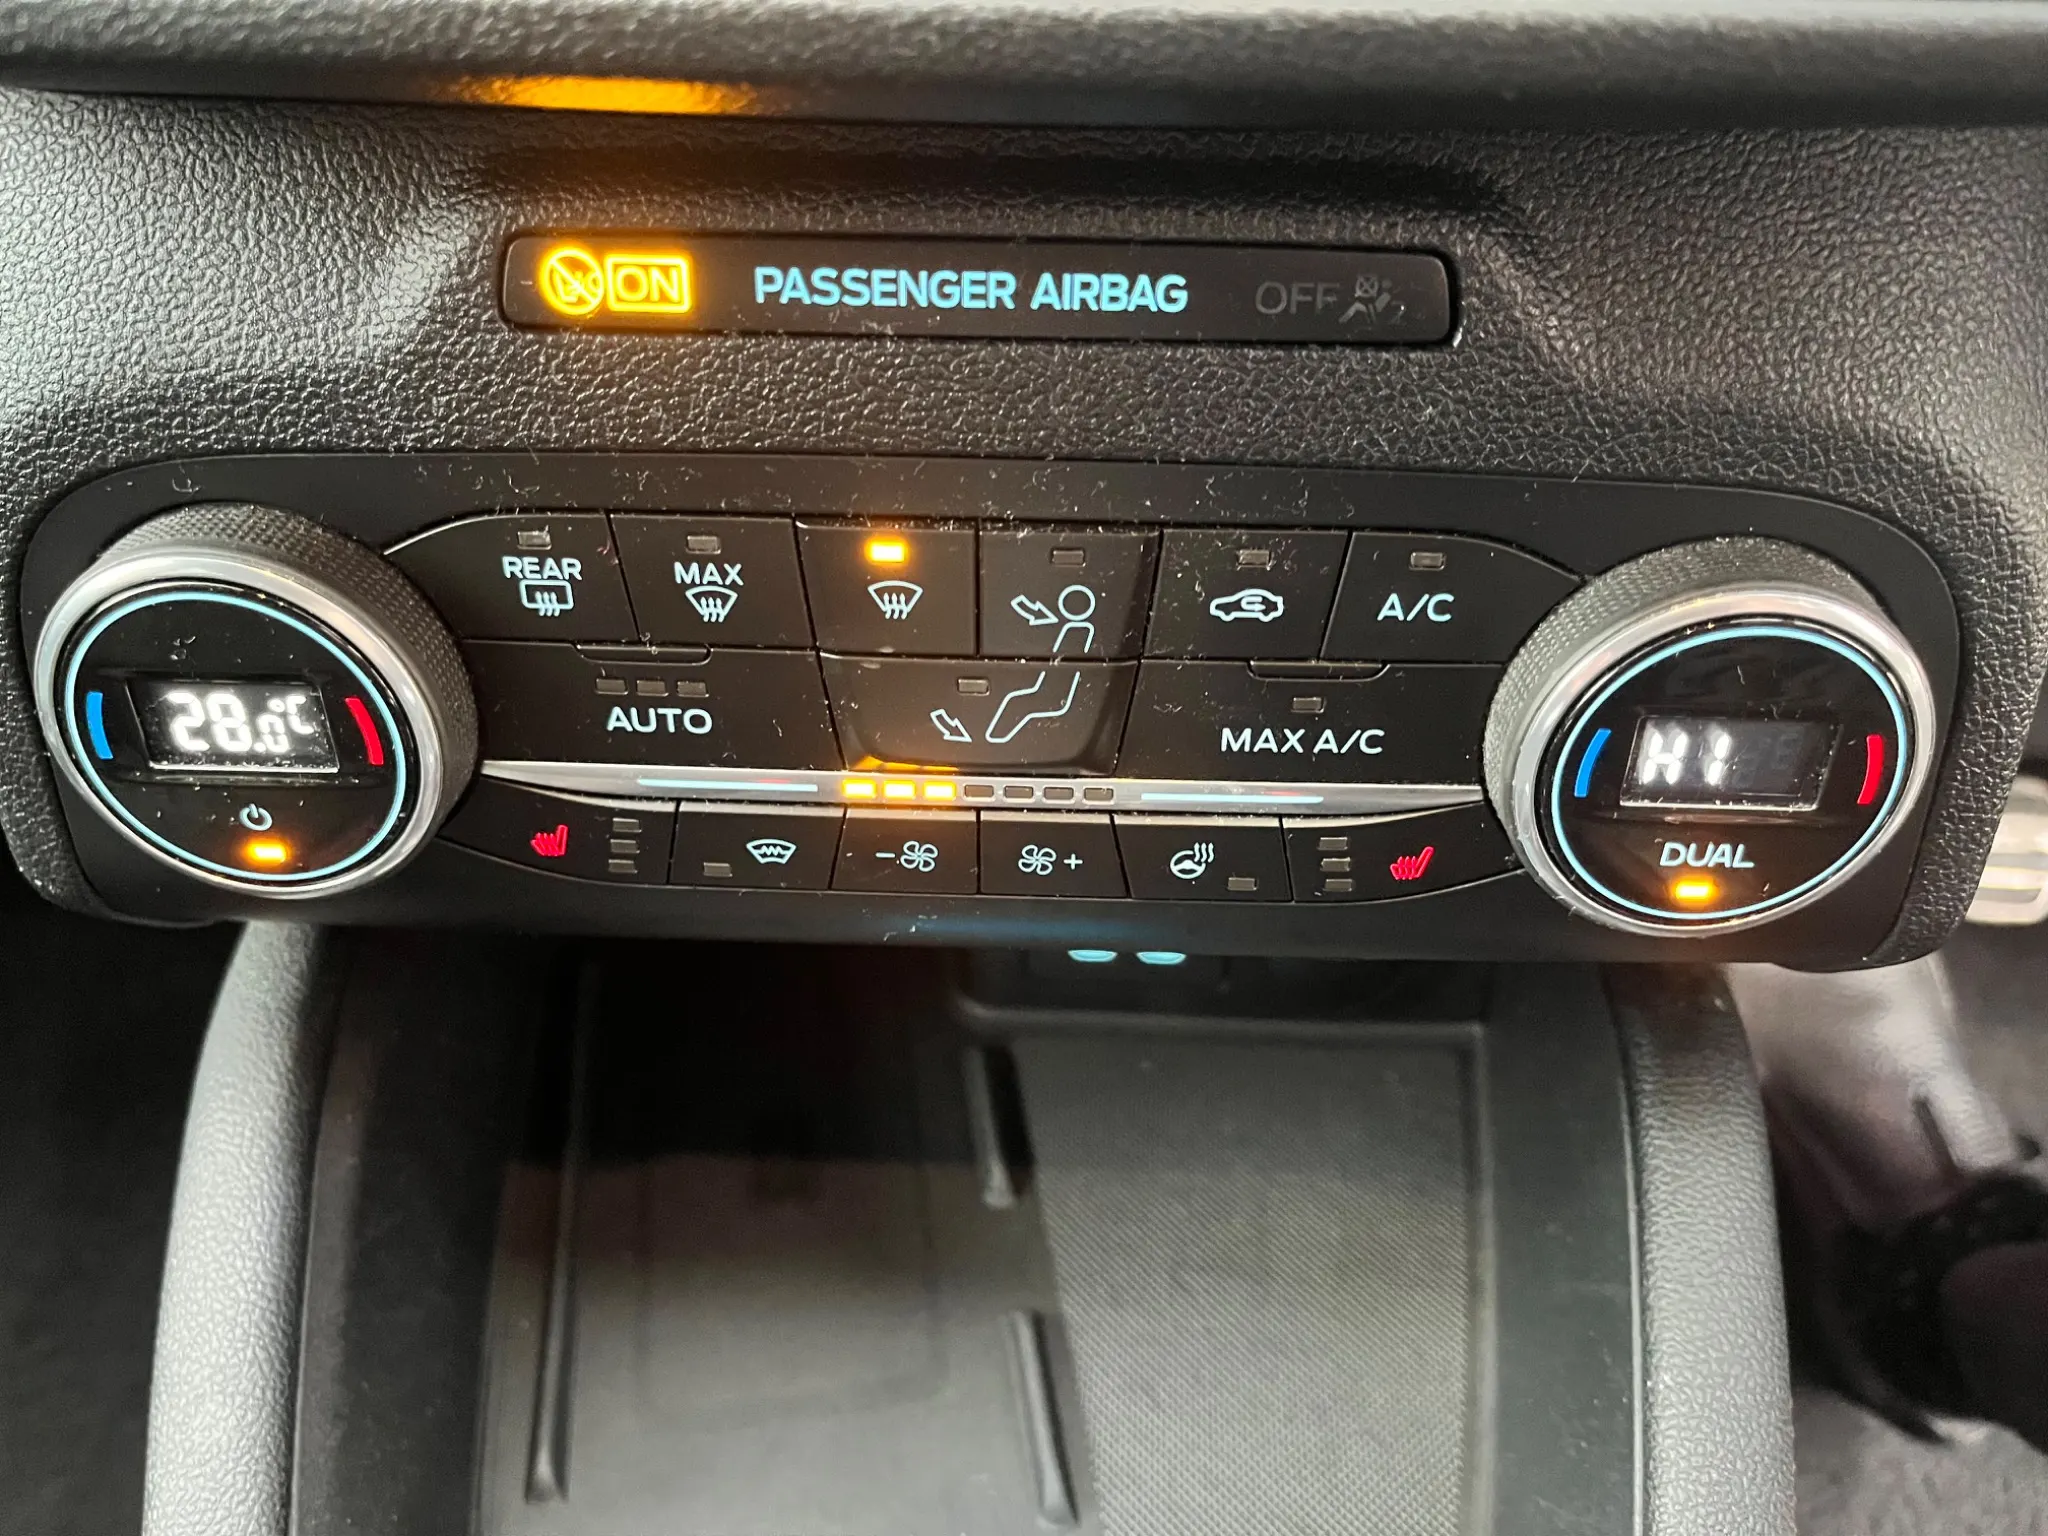 ON PASSENGER AIRBAG OFF
REAR
MAX
A/C
AUTO
MAX A/C
28.0°C
HI
DUAL